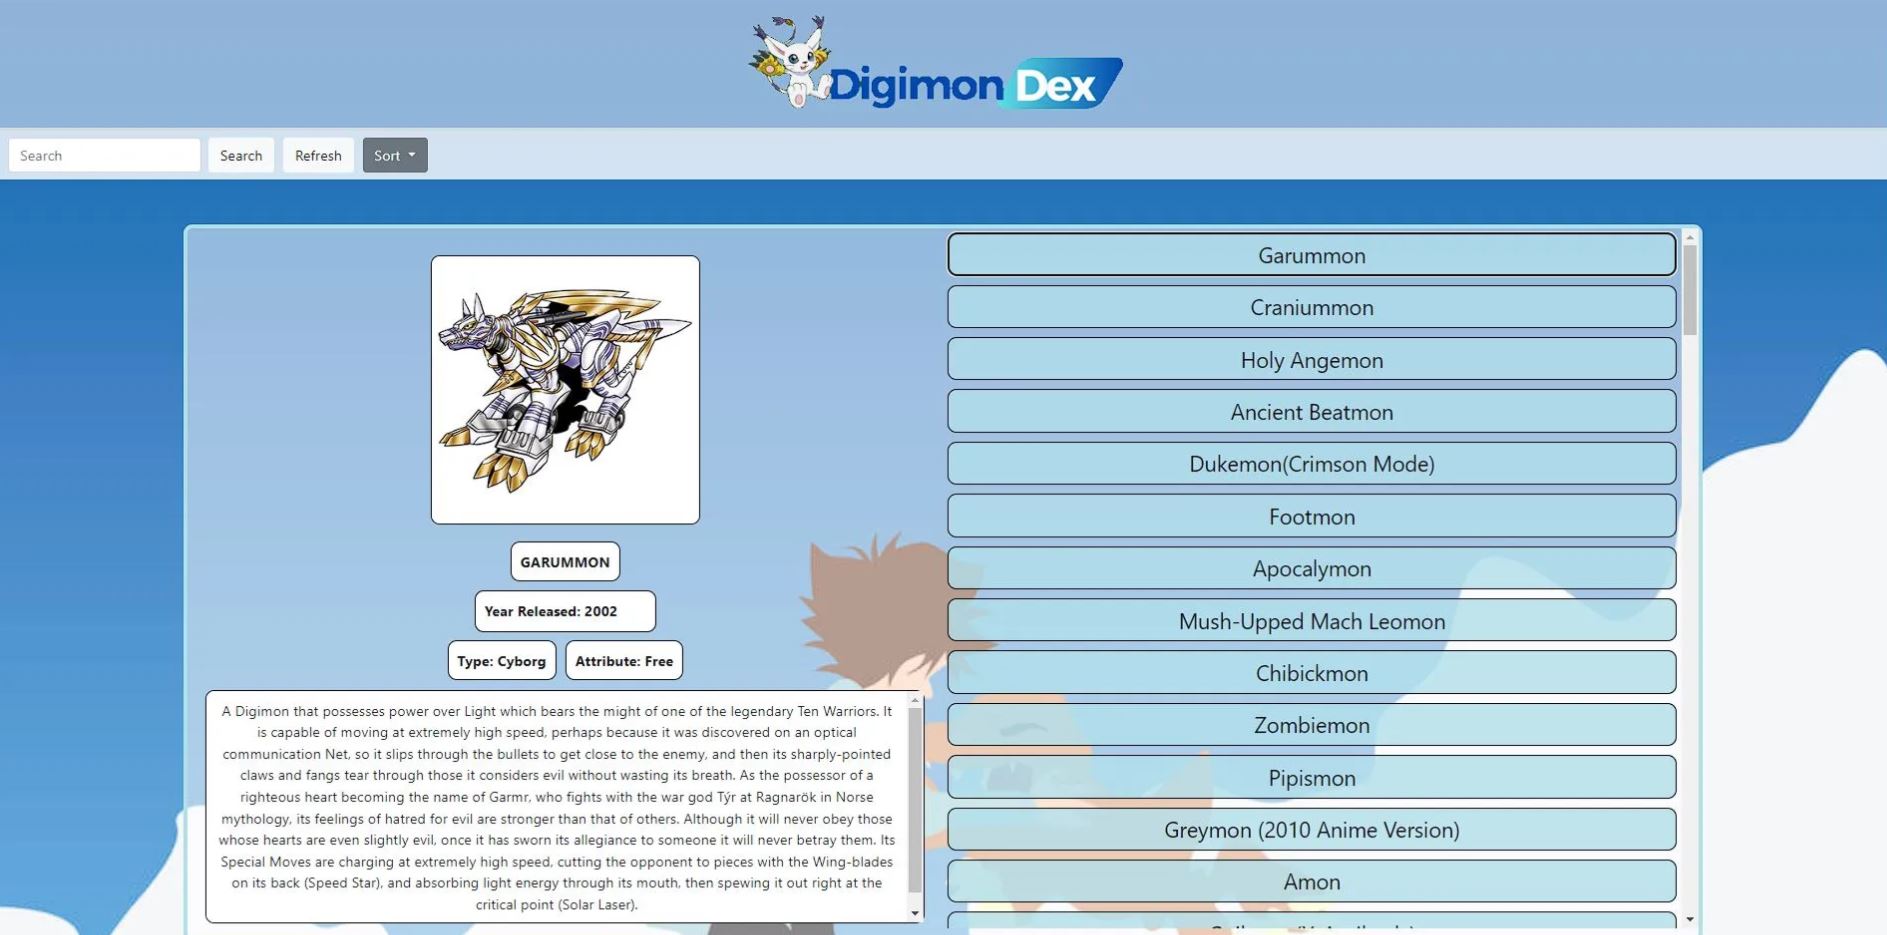 Digimon Dex
Search Search Refresh Sort
GARUMMON
Year Released: 2002
Type: Cyborg Attribute: Free
A Digimon that possesses power over Light which bears the might of one of the legendary Ten Warriors. It
is capable of moving at extremely high speed, perhaps because it was discovered on an optical
communication Net, so it slips through the bullets to get close to the enemy, and then its sharply-pointed
claws and fangs tear through those it considers evil without wasting its breath. As the possessor of a
righteous heart becoming the name of Garmr, who fights with the war god Týr at Ragnarök in Norse
mythology, its feelings of hatred for evil are stronger than that of others. Although it will never obey those
whose hearts are even slightly evil, once it has sworn its allegiance to someone it will never betray them. Its
Special Moves are charging at extremely high speed, cutting the opponent to pieces with the Wing-blades
on its back (Speed Star), and absorbing light energy through its mouth, then spewing it out right at the
critical point (Solar Laser).
Garummon
Craniummon
Holy Angemon
Ancient Beatmon
Dukemon(Crimson Mode)
Footmon
Apocalymon
Mush-Upped Mach Leomon
Chibickmon
Zombiemon
Pipismon
Greymon (2010 Anime Version)
Amon